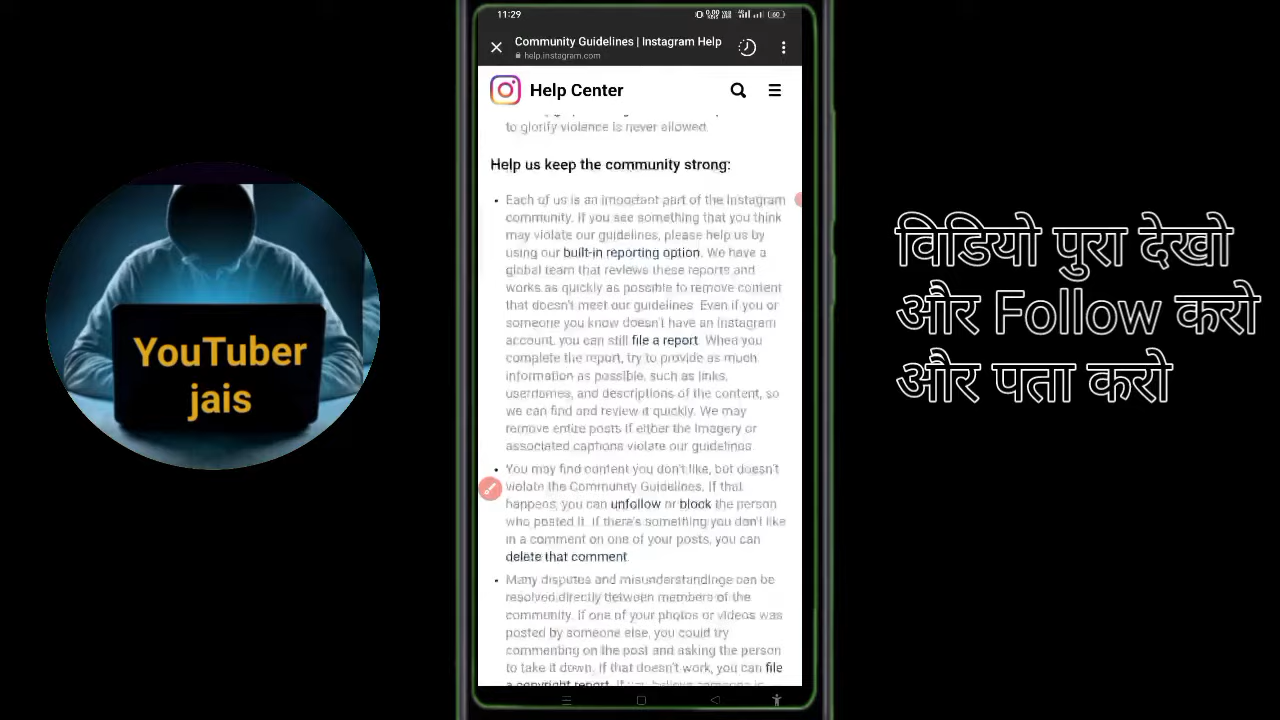 11:29
Community Guidelines | Instagram Help
help.instagram.com
Help Center
to glorify violence is never allowed.
Help us keep the community strong:
Each of us is an important part of the Instagram
community. If you see something that you think
may violate our guidelines, please help us by
using our built-in reporting option. We have a
global team that reviews these reports and
works as quickly as possible to remove content
that doesn't meet our guidelines. Even if you or
someone you know doesn't have an Instagram
account, you can still file a report. When you
complete the report, try to provide as much
information as possible, such as links,
usernames, and descriptions of the content, so
we can find and review it quickly. We may
remove entire posts if either the imagery or
associated captions violate our guidelines.
You may find content you don't like, but doesn't
violate the Community Guidelines. If that
happens, you can unfollow or block the person
who posted it. If there's something you don't like
in a comment on one of your posts, you can
delete that comment.
Many disputes and misunderstandings can be
resolved directly between members of the
community. If one of your photos or videos was
posted by someone else, you could try
commenting on the post and asking the person
to take it down. If that doesn't work, you can file
a copyright report. If you believe someone is
YouTuber
jais
विडियो पुरा देखो
और Follow करो
और पता करो